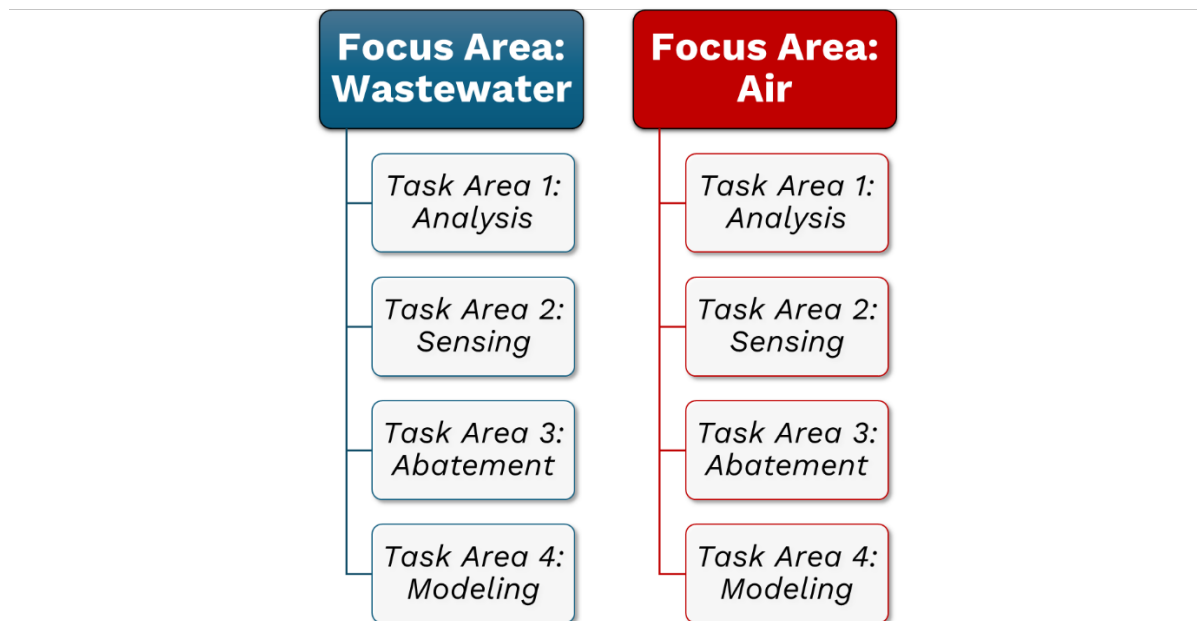 Focus Area:
Wastewater
Task Area 1:
Analysis
Task Area 2:
Sensing
Task Area 3:
Abatement
Task Area 4:
Modeling
Focus Area:
Air
Task Area 1:
Analysis
Task Area 2:
Sensing
Task Area 3:
Abatement
Task Area 4:
Modeling